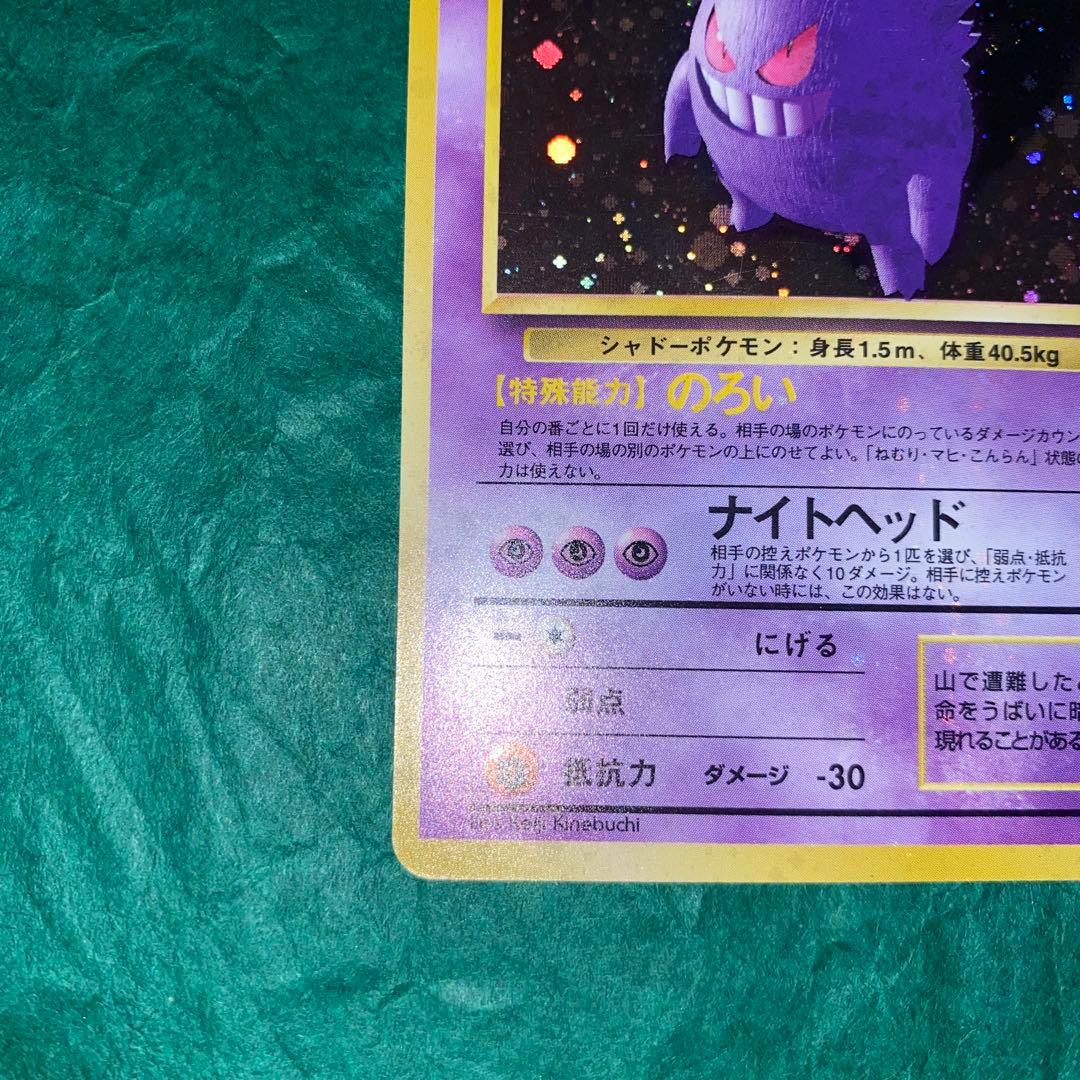 シャドーポケモン：身長1.5m、体重40.5kg
【特殊能力】のろい
自分の番ごとに1回だけ使える。相手の場のポケモンにのっているダメージカウン
選び、相手の場の別のポケモンの上にのせてよい。「ねむり・マヒ・こんらん」状態
力は使えない。
ナイトヘッド
相手の控えポケモンから1匹を選び、「弱点・抵抗
力」に関係なく10ダメージ。相手に控えポケモン
がいない時には、この効果はない。
にげる
弱点
抵抗力 ダメージ -30
山で遭難した
命をうばいに
現れることがある
Illus. Keiji Kinebuchi